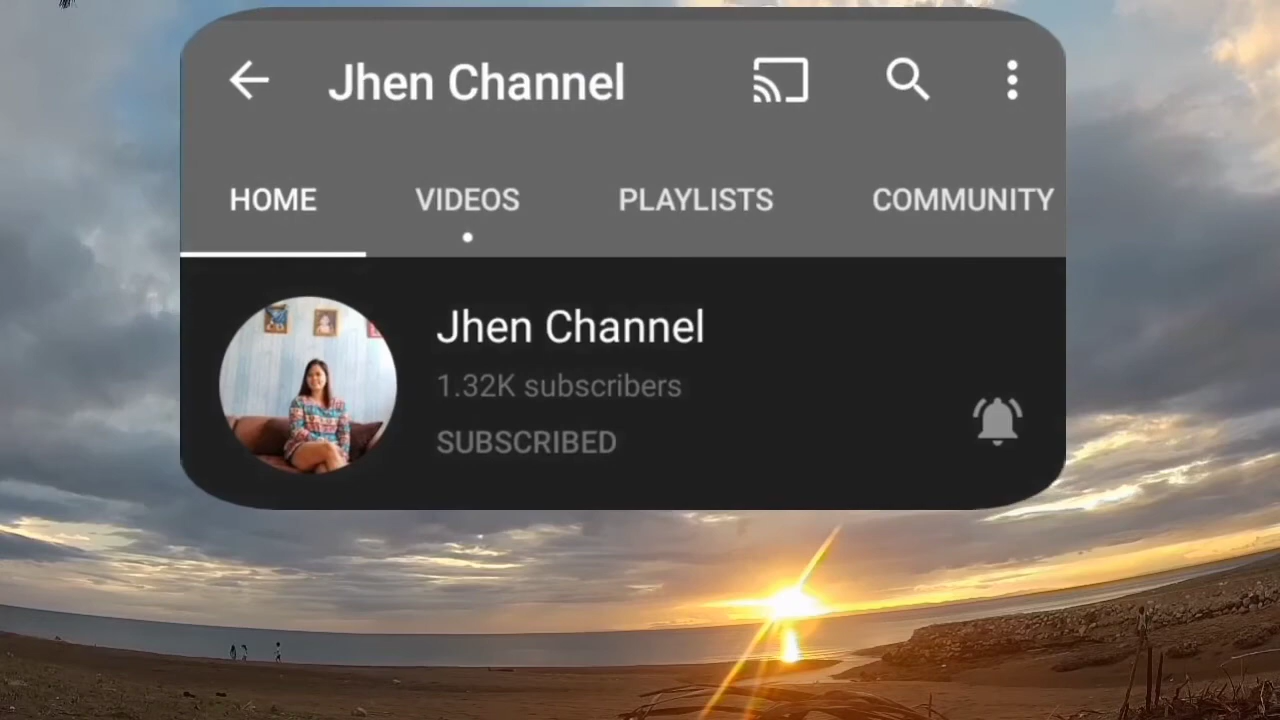 Jhen Channel
HOME VIDEOS PLAYLISTS COMMUNITY
Jhen Channel
1.32K subscribers
SUBSCRIBED